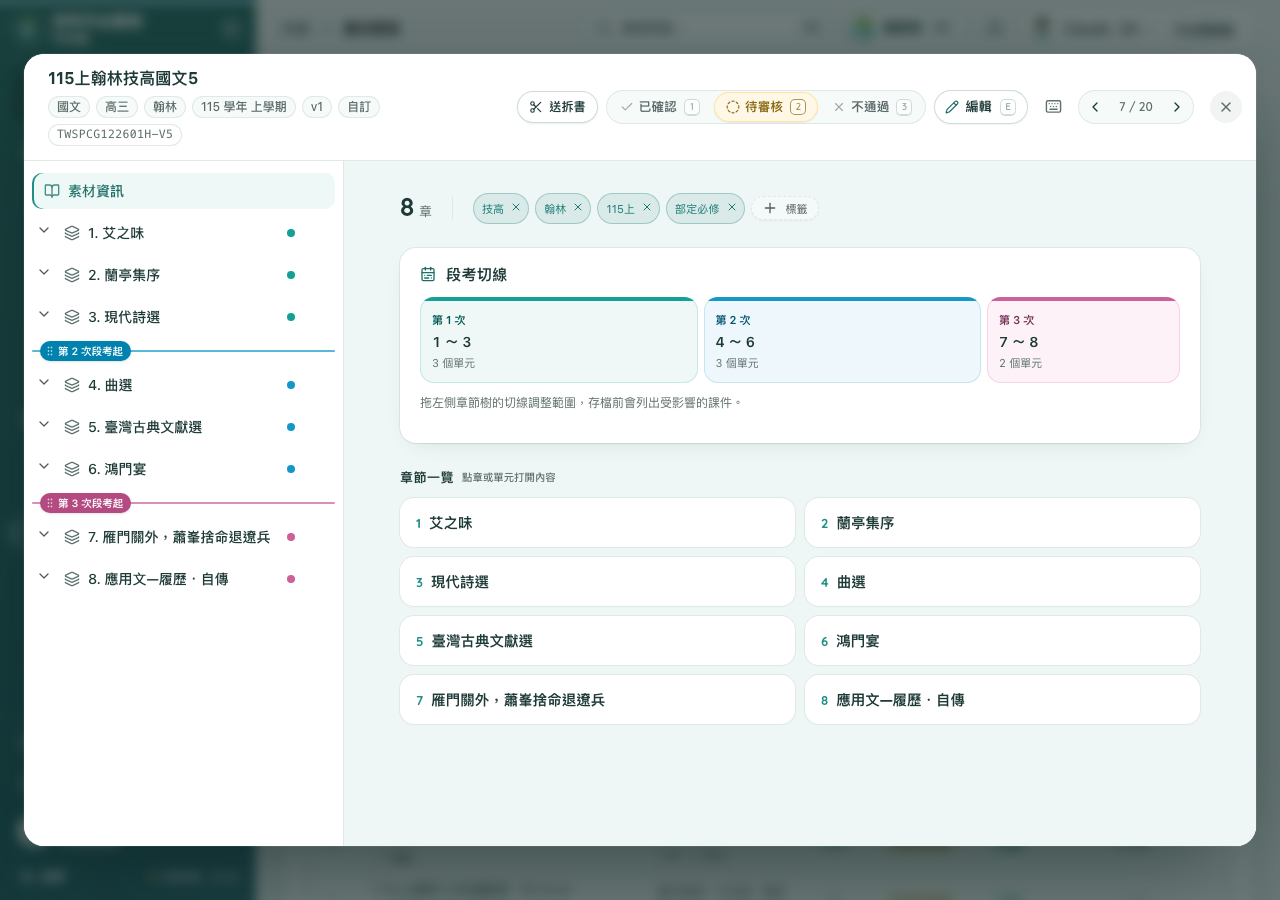 115上翰林技高國文5
國文 高三 翰林 115 學年 上學期 v1 自訂
TWSPCG122601H-V5
送拆書 已確認 1 待審核 2 不通過 3 編輯 E 7 / 20
素材資訊
1. 艾之味
2. 蘭亭集序
3. 現代詩選
第 2 次段考起
4. 曲選
5. 臺灣古典文獻選
6. 鴻門宴
第 3 次段考起
7. 雁門關外，蕭峯捨命退遼兵
8. 應用文—履歷‧自傳
8 章 技高 翰林 115上 部定必修 標籤
段考切線
第 1 次
1 ～ 3
3 個單元
第 2 次
4 ～ 6
3 個單元
第 3 次
7 ～ 8
2 個單元
拖左側章節樹的切線調整範圍，存檔前會列出受影響的課件。
章節一覽 點章或單元打開內容
1 艾之味
2 蘭亭集序
3 現代詩選
4 曲選
5 臺灣古典文獻選
6 鴻門宴
7 雁門關外，蕭峯捨命退遼兵
8 應用文—履歷‧自傳